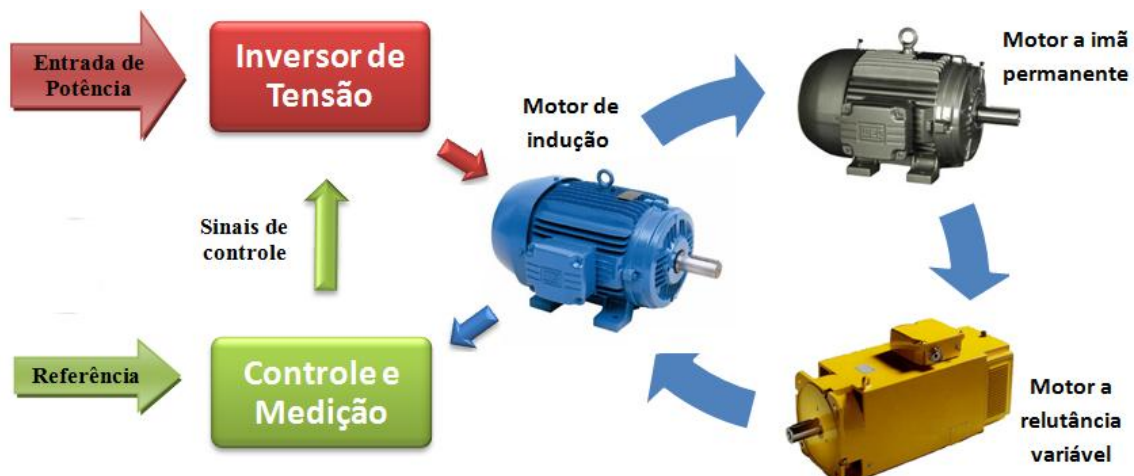 Entrada de
Potência
Inversor de
Tensão
Motor de
indução
Motor a imã
permanente
Sinais de
controle
Referência
Controle e
Medição
Motor a
relutância
variável